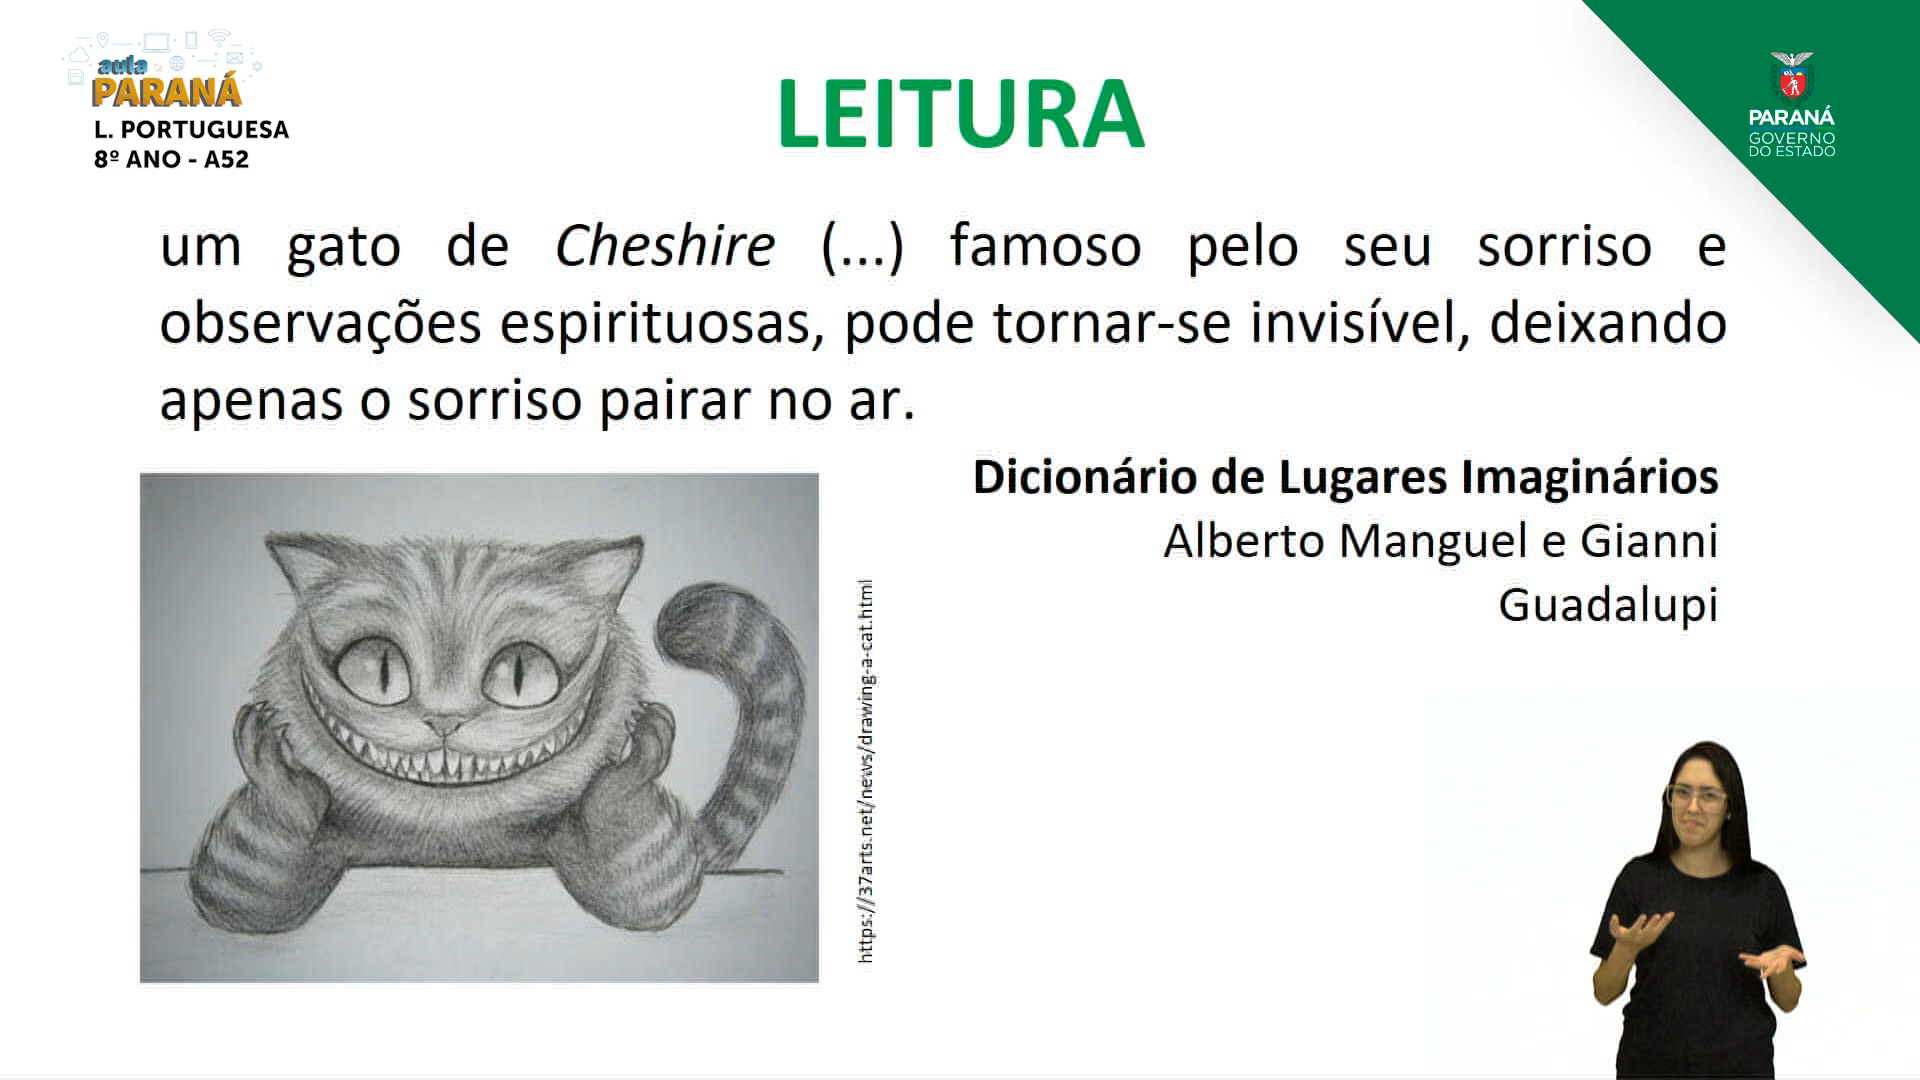 aula
PARANÁ
L. PORTUGUESA
8º ANO - A52
LEITURA
PARANÁ
GOVERNO
DO ESTADO
um gato de Cheshire (...) famoso pelo seu sorriso e
observações espirituosas, pode tornar-se invisível, deixando
apenas o sorriso pairar no ar.
Dicionário de Lugares Imaginários
Alberto Manguel e Gianni
Guadalupi
https://37arts.net/news/drawing-a-cat.html